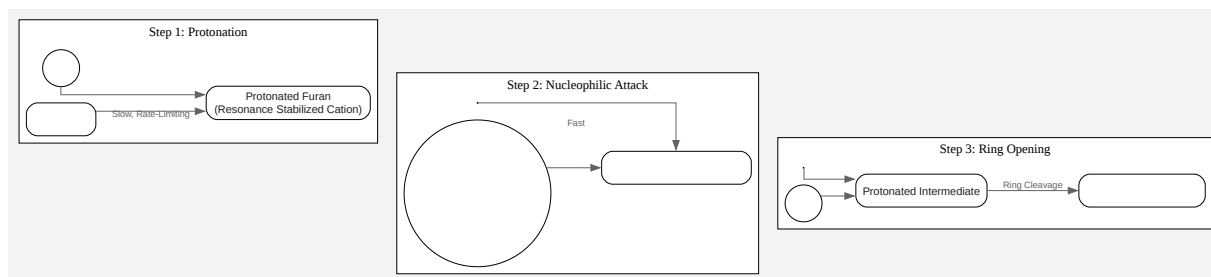 Step 1: Protonation
Protonated Furan
(Resonance Stabilized Cation)
Slow, Rate-Limiting
Step 2: Nucleophilic Attack
Fast
Step 3: Ring Opening
Protonated Intermediate
Ring Cleavage